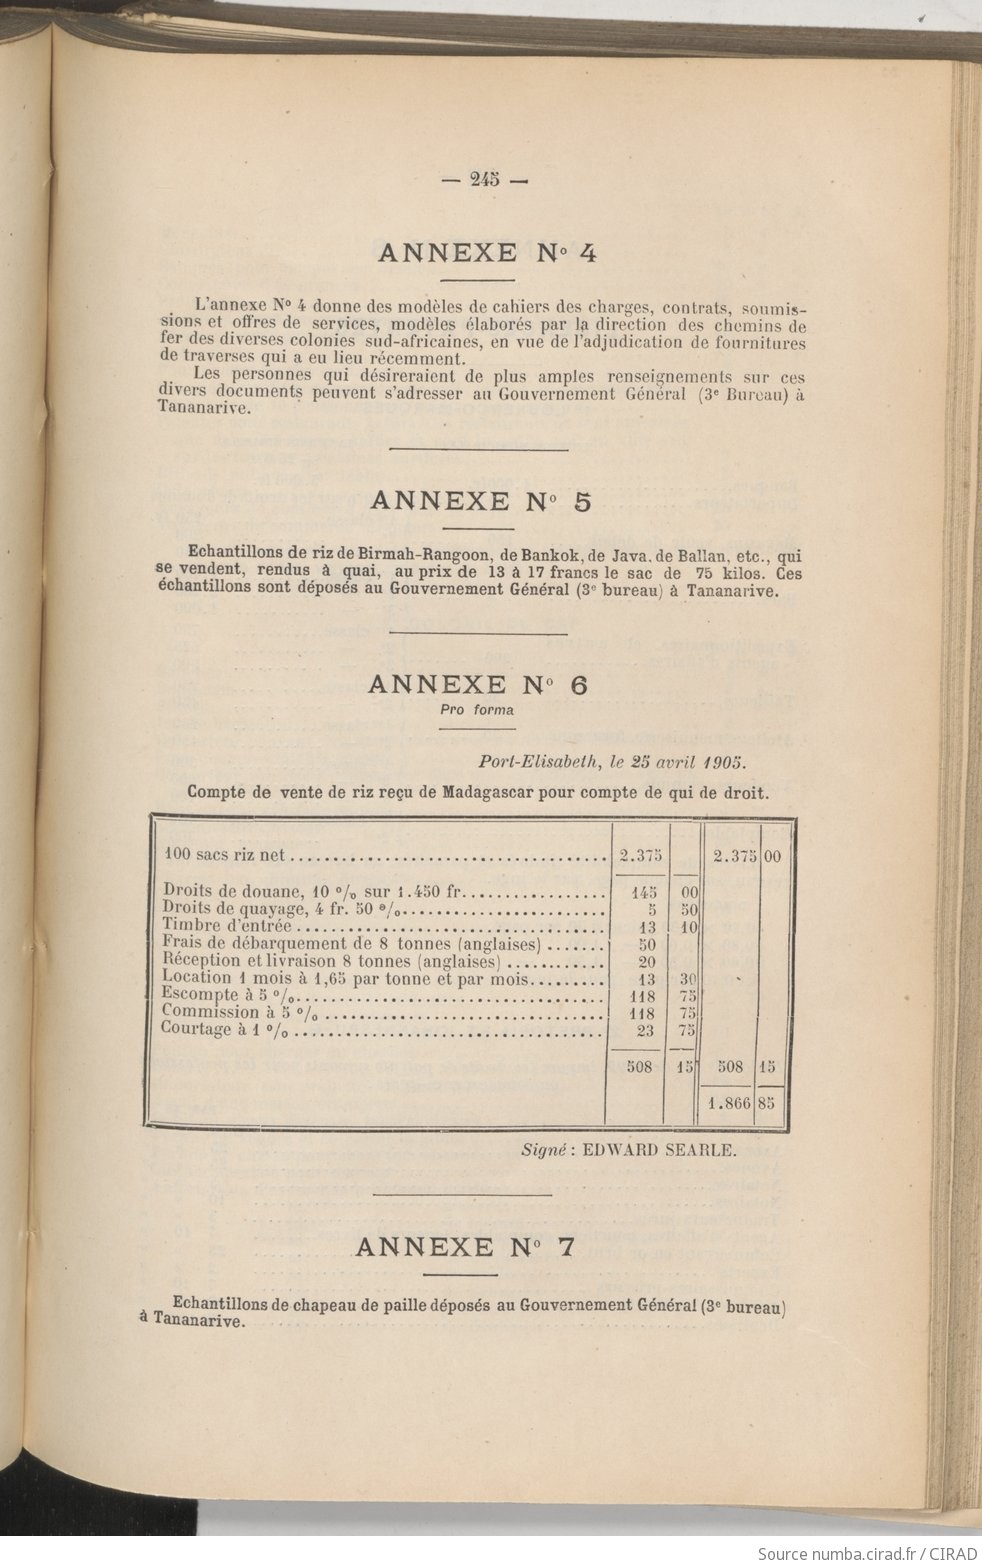 — 245 —
ANNEXE Nº 4
L'annexe Nº 4 donne des modèles de cahiers des charges, contrats, soumis-
sions et offres de services, modèles élaborés par la direction des chemins de
fer des diverses colonies sud-africaines, en vue de l'adjudication de fournitures
de traverses qui a eu lieu récemment.
Les personnes qui désireraient de plus amples renseignements sur ces
divers documents peuvent s'adresser au Gouvernement Général (3e Bureau) à
Tananarive.
ANNEXE Nº 5
Echantillons de riz de Birmah-Rangoon, de Bankok, de Java, de Ballan, etc., qui
se vendent, rendus à quai, au prix de 13 à 17 francs le sac de 75 kilos. Ces
échantillons sont déposés au Gouvernement Général (3e bureau) à Tananarive.
ANNEXE Nº 6
Pro forma
Port-Elisabeth, le 25 avril 1905.
Compte de vente de riz reçu de Madagascar pour compte de qui de droit.
100 sacs riz net ........ 2.375 2.375 00
Droits de douane, 10 % sur 1.450 fr. ........ 145 00
Droits de quayage, 4 fr. 50 %. ........ 5 50
Timbre d'entrée ........ 13 10
Frais de débarquement de 8 tonnes (anglaises) ........ 50
Réception et livraison 8 tonnes (anglaises) ........ 20
Location 1 mois à 1,65 par tonne et par mois ........ 13 30
Escompte à 5 %. ........ 118 75
Commission à 5 % ........ 118 75
Courtage à 1 % ........ 23 75
508 15 508 15
1.866 85
Signé : EDWARD SEARLE.
ANNEXE Nº 7
Echantillons de chapeau de paille déposés au Gouvernement Général (3e bureau)
à Tananarive.
Source numba.cirad.fr / CIRAD